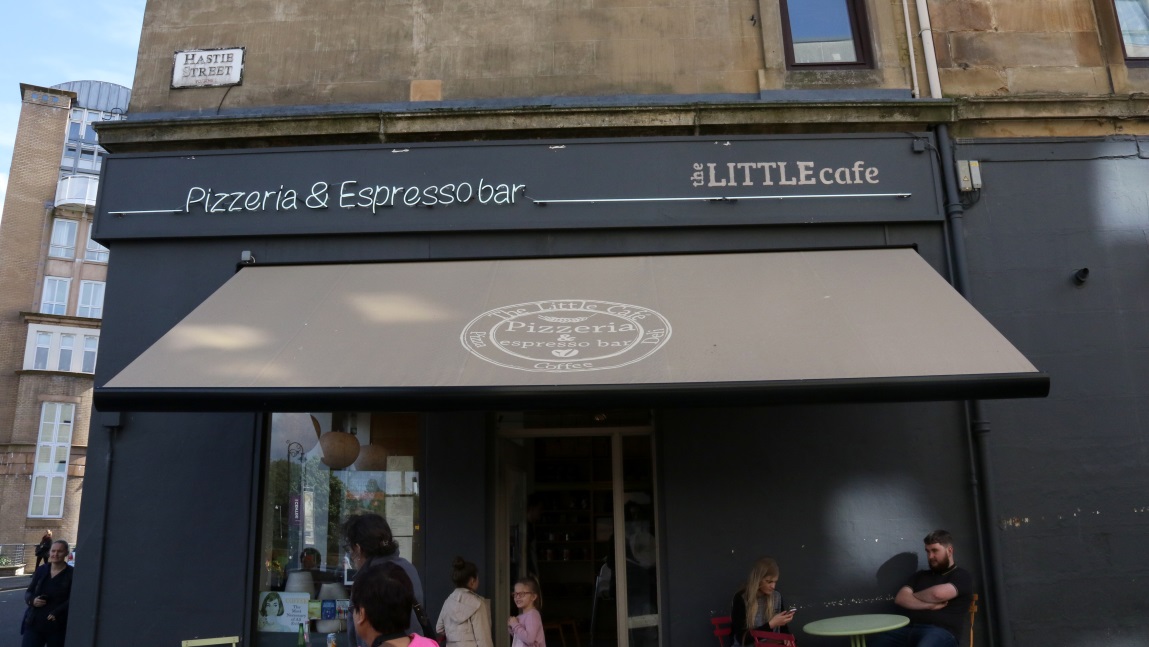 HASTIE
STREET
Pizzeria & Espresso bar
the LITTLE cafe
The Little Cafe
Pizzeria
&
espresso bar
Pizza
Deli
Coffee